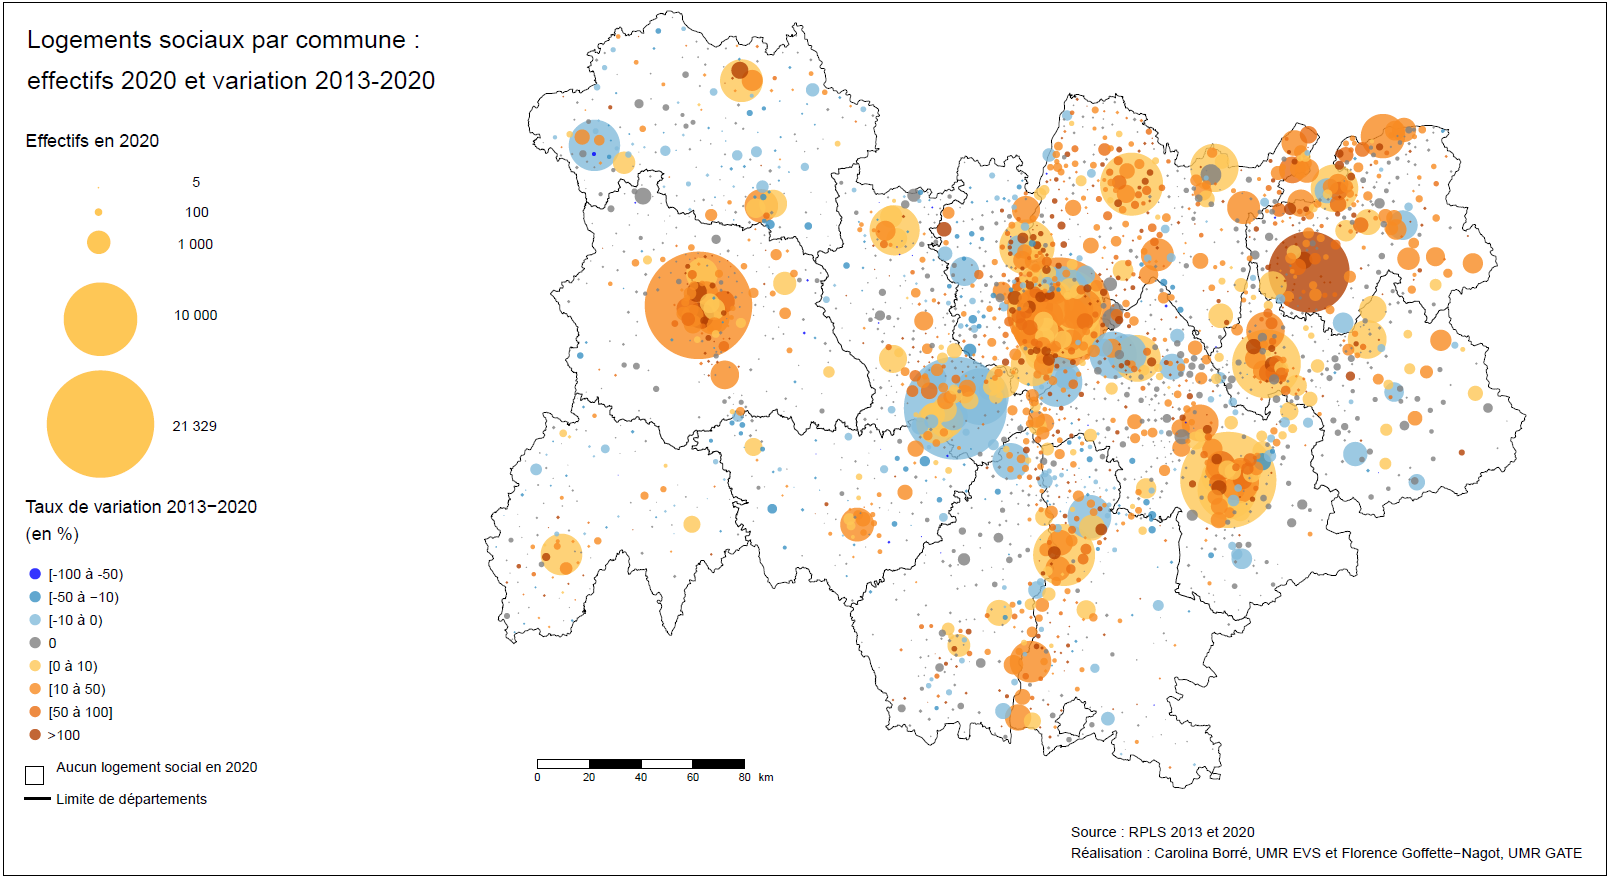 Logements sociaux par commune :
effectifs 2020 et variation 2013-2020
Effectifs en 2020
5
100
1 000
10 000
21 329
Taux de variation 2013−2020
(en %)
[-100 à -50)
[-50 à −10)
[-10 à 0)
0
[0 à 10)
[10 à 50)
[50 à 100]
>100
Aucun logement social en 2020
Limite de départements
0 20 40 60 80 km
Source : RPLS 2013 et 2020
Réalisation : Carolina Borré, UMR EVS et Florence Goffette−Nagot, UMR GATE